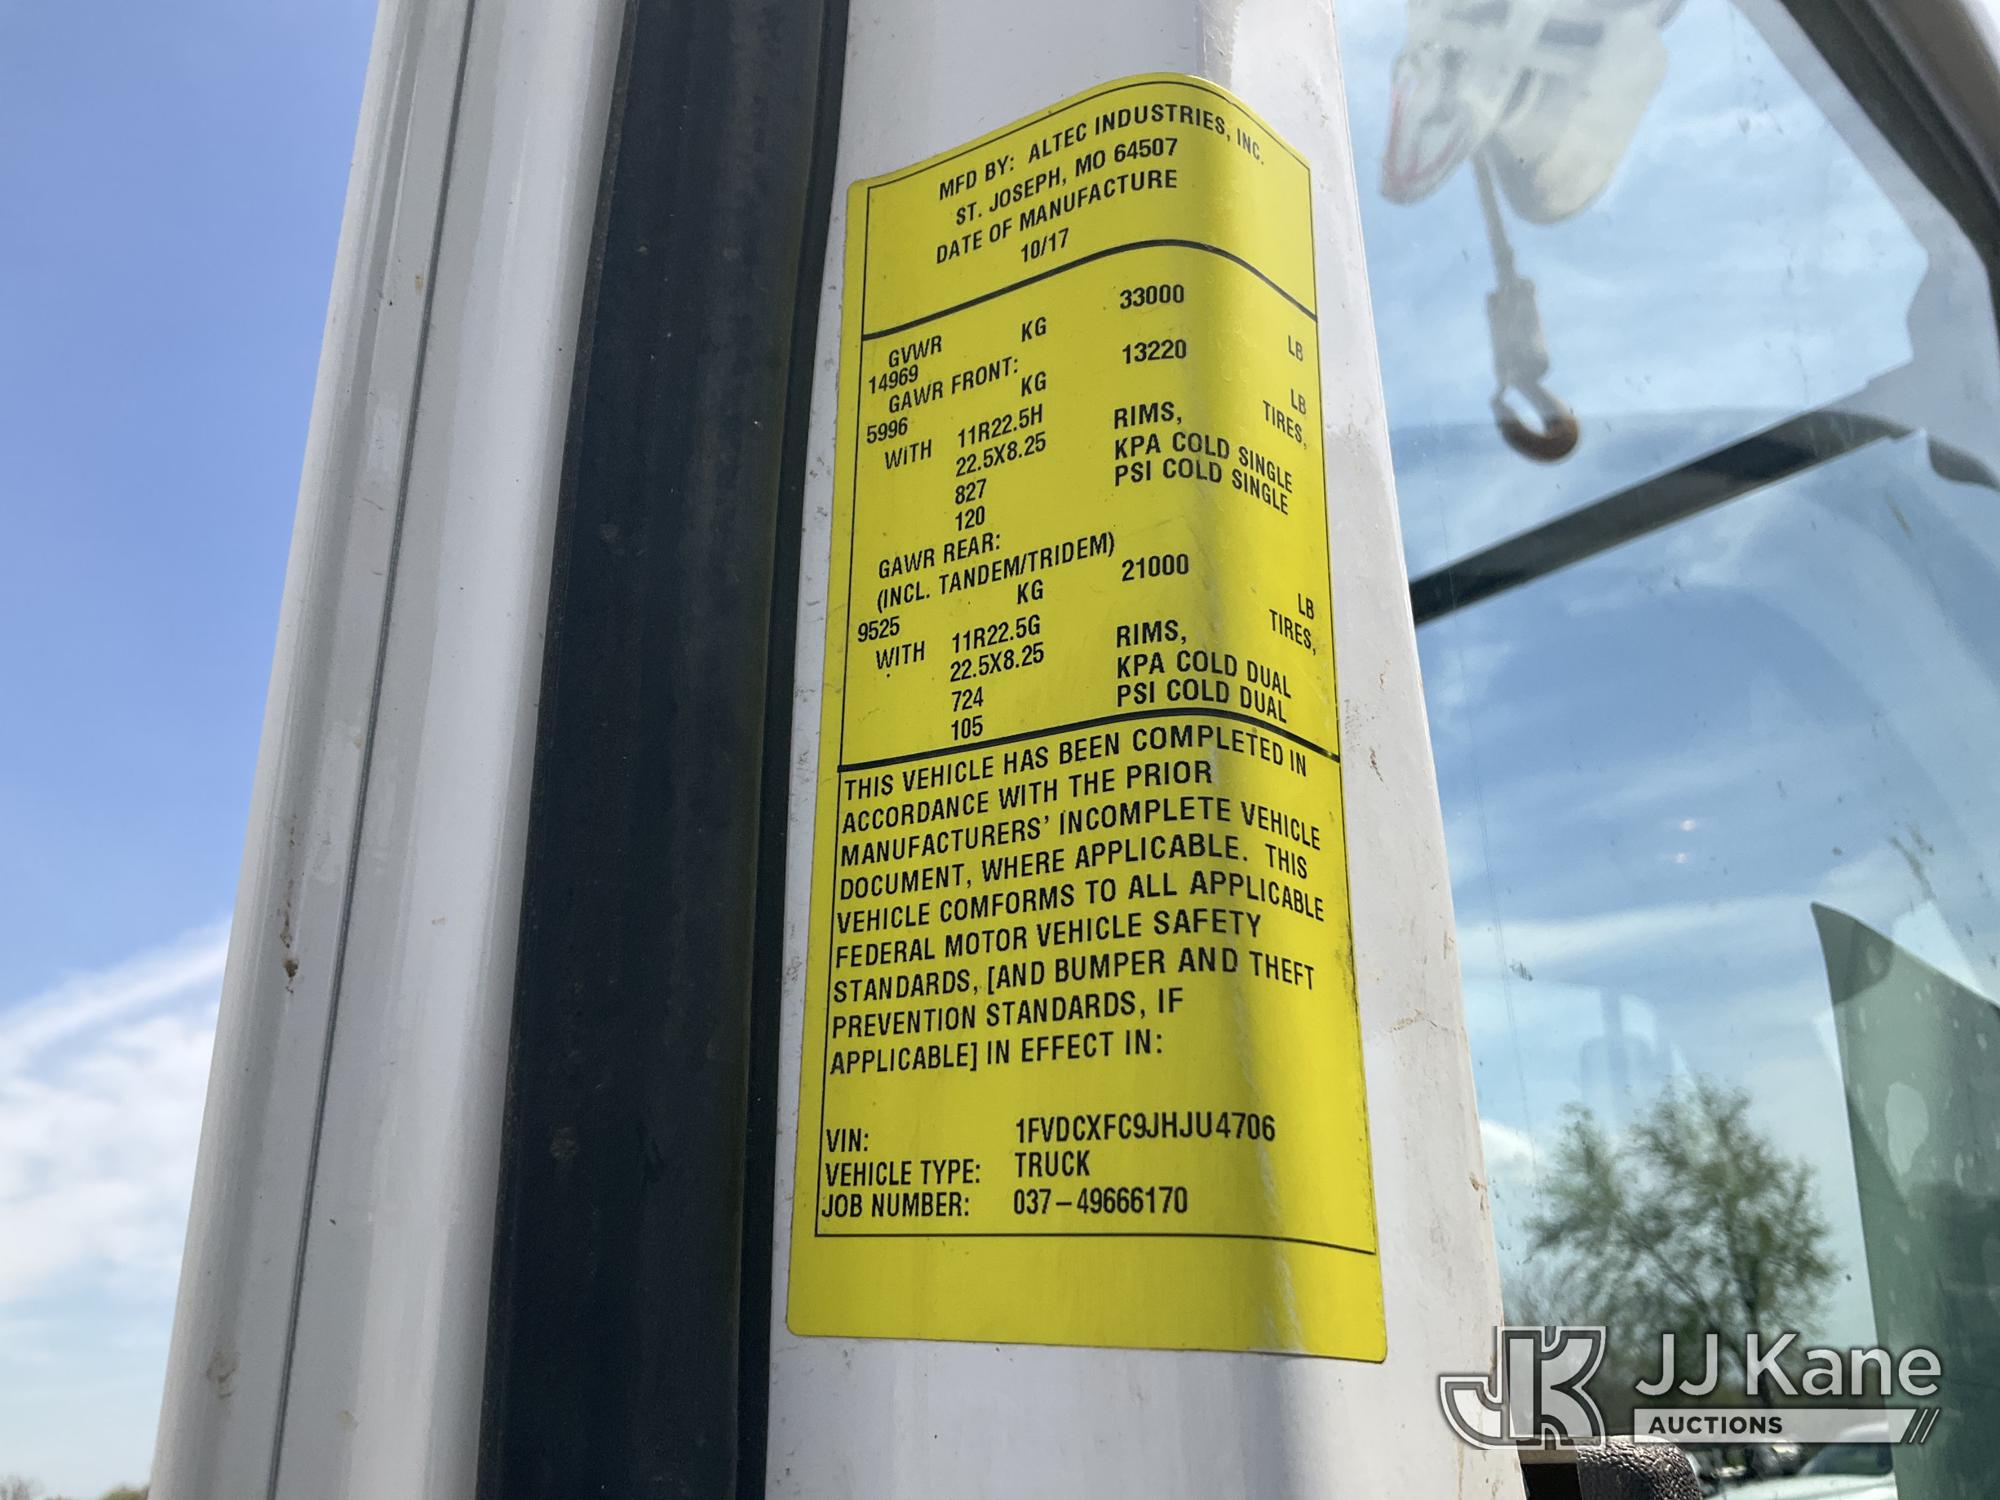 MFD BY: ALTEC INDUSTRIES, INC.
ST. JOSEPH, MO 64507
DATE OF MANUFACTURE
10/17
GVWR
14969 KG 33000 LB
GAWR FRONT:
5996 KG 13220 LB
WITH 11R22.5H TIRES,
22.5X8.25 RIMS,
827 KPA COLD SINGLE
120 PSI COLD SINGLE
GAWR REAR:
(INCL. TANDEM/TRIDEM)
9525 KG 21000 LB
WITH 11R22.5G TIRES,
22.5X8.25 RIMS,
724 KPA COLD DUAL
105 PSI COLD DUAL
THIS VEHICLE HAS BEEN COMPLETED IN
ACCORDANCE WITH THE PRIOR
MANUFACTURERS' INCOMPLETE VEHICLE
DOCUMENT, WHERE APPLICABLE. THIS
VEHICLE COMFORMS TO ALL APPLICABLE
FEDERAL MOTOR VEHICLE SAFETY
STANDARDS, [AND BUMPER AND THEFT
PREVENTION STANDARDS, IF
APPLICABLE] IN EFFECT IN:
VIN: 1FVDCXFC9JHJU4706
VEHICLE TYPE: TRUCK
JOB NUMBER: 037-49666170
JK JJ Kane
AUCTIONS